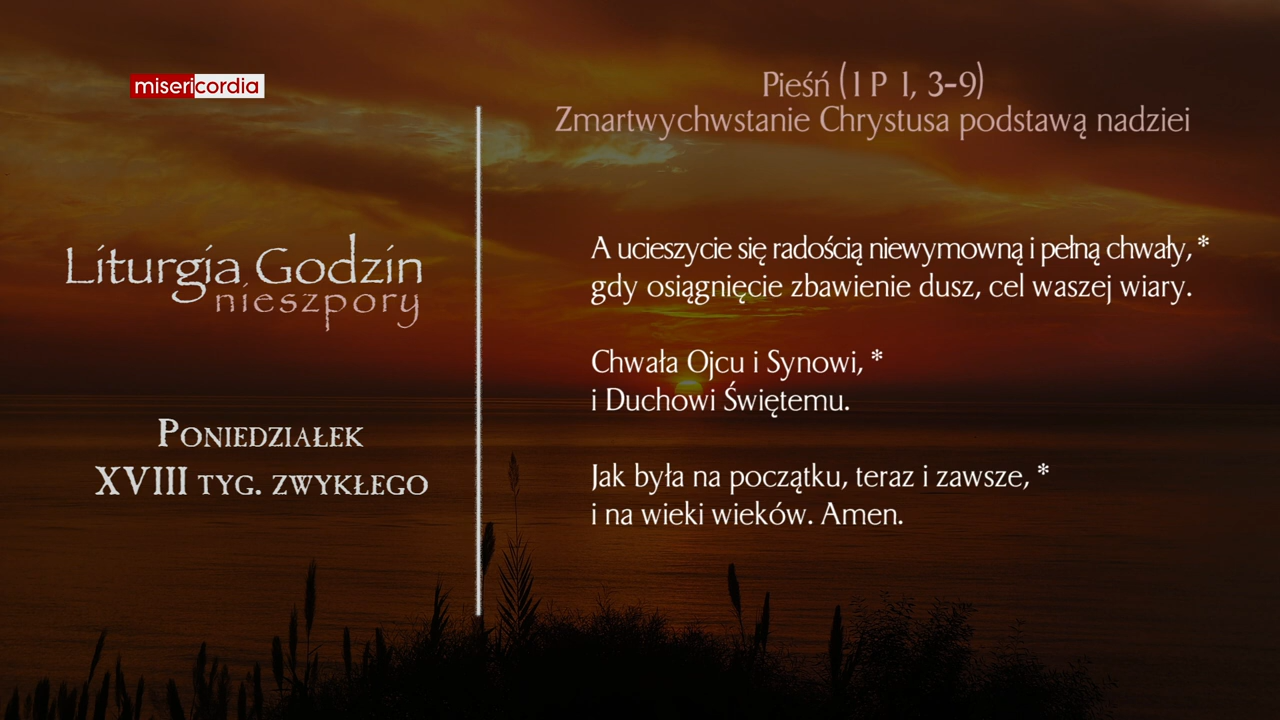 misericordia
Liturgia Godzin
nieszpory
Poniedziałek
XVIII tyg. zwykłego
Pieśń (1 P 1, 3-9)
Zmartwychwstanie Chrystusa podstawą nadziei
A ucieszycie się radością niewymowną i pełną chwały, *
gdy osiągnięcie zbawienie dusz, cel waszej wiary.
Chwała Ojcu i Synowi, *
i Duchowi Świętemu.
Jak była na początku, teraz i zawsze, *
i na wieki wieków. Amen.